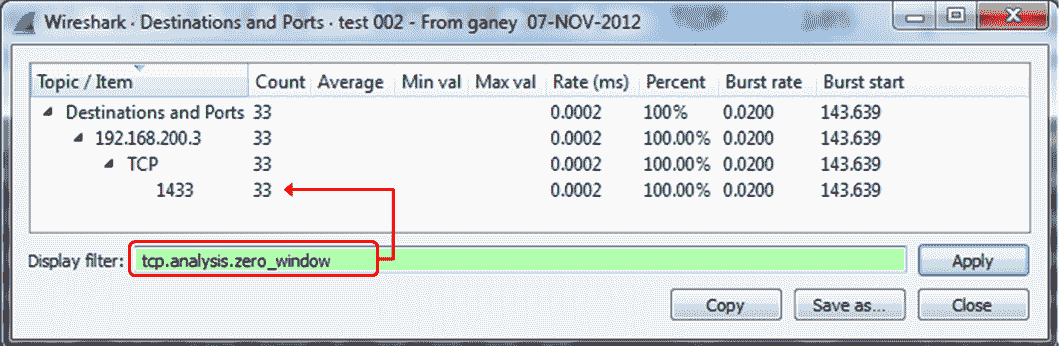 Wireshark · Destinations and Ports · test 002 - From ganey 07-NOV-2012
Topic / Item Count Average Min val Max val Rate (ms) Percent Burst rate Burst start
Destinations and Ports 33 0.0002 100% 0.0200 143.639
192.168.200.3 33 0.0002 100.00% 0.0200 143.639
TCP 33 0.0002 100.00% 0.0200 143.639
1433 33 0.0002 100.00% 0.0200 143.639
Display filter: tcp.analysis.zero_window Apply
Copy Save as... Close